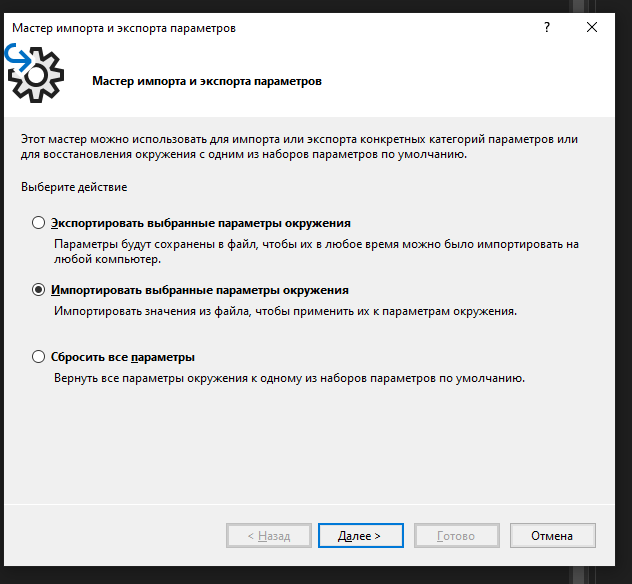 Мастер импорта и экспорта параметров
?
Мастер импорта и экспорта параметров
Этот мастер можно использовать для импорта или экспорта конкретных категорий параметров или
для восстановления окружения с одним из наборов параметров по умолчанию.
Выберите действие
Экспортировать выбранные параметры окружения
Параметры будут сохранены в файл, чтобы их в любое время можно было импортировать на
любой компьютер.
Импортировать выбранные параметры окружения
Импортировать значения из файла, чтобы применить их к параметрам окружения.
Сбросить все параметры
Вернуть все параметры окружения к одному из наборов параметров по умолчанию.
< Назад
Далее >
Готово
Отмена